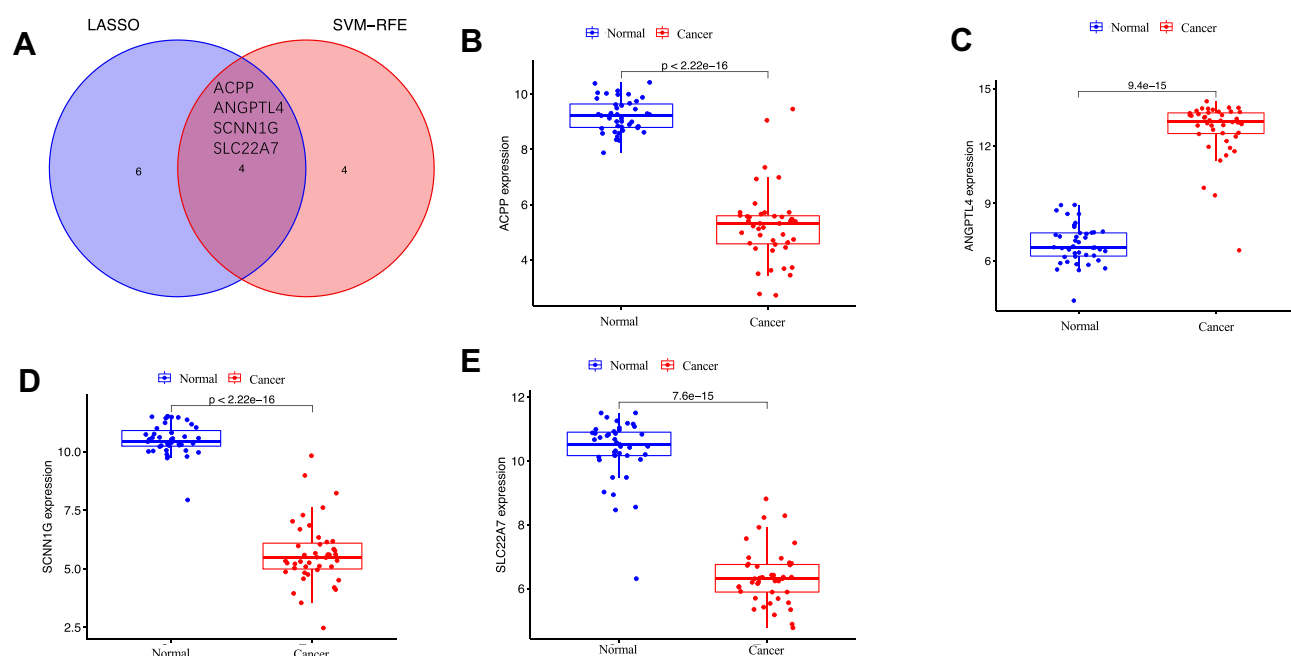 A
LASSO
SVM-RFE
ACPP
ANGPTL4
SCNN1G
SLC22A7
6
4
4
B
Normal
Cancer
p < 2.22e-16
ACPP expression
10
8
6
4
Normal
Cancer
C
Normal
Cancer
9.4e-15
ANGPTL4 expression
15
12
9
6
Normal
Cancer
D
Normal
Cancer
p < 2.22e-16
SCNN1G expression
10.0
7.5
5.0
2.5
Normal
Cancer
E
Normal
Cancer
7.6e-15
SLC22A7 expression
12
10
8
6
Normal
Cancer